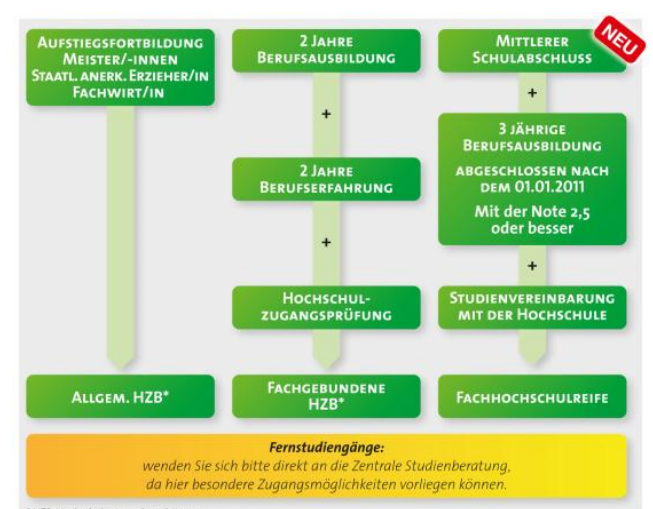 Aufstiegsfortbildung
Meister/-innen
Staatl. anerk. Erzieher/in
Fachwirt/in
2 Jahre
Berufsausbildung
+
2 Jahre
Berufserfahrung
+
Hochschul-
zugangsprüfung
NEU
Mittlerer
Schulabschluss
+
3 jährige
Berufsausbildung
abgeschlossen nach
dem 01.01.2011
Mit der Note 2,5
oder besser
+
Studienvereinbarung
mit der Hochschule
Allgem. HZB*
Fachgebundene
HZB*
Fachhochschulreife
Fernstudiengänge:
wenden Sie sich bitte direkt an die Zentrale Studienberatung,
da hier besondere Zugangsmöglichkeiten vorliegen können.